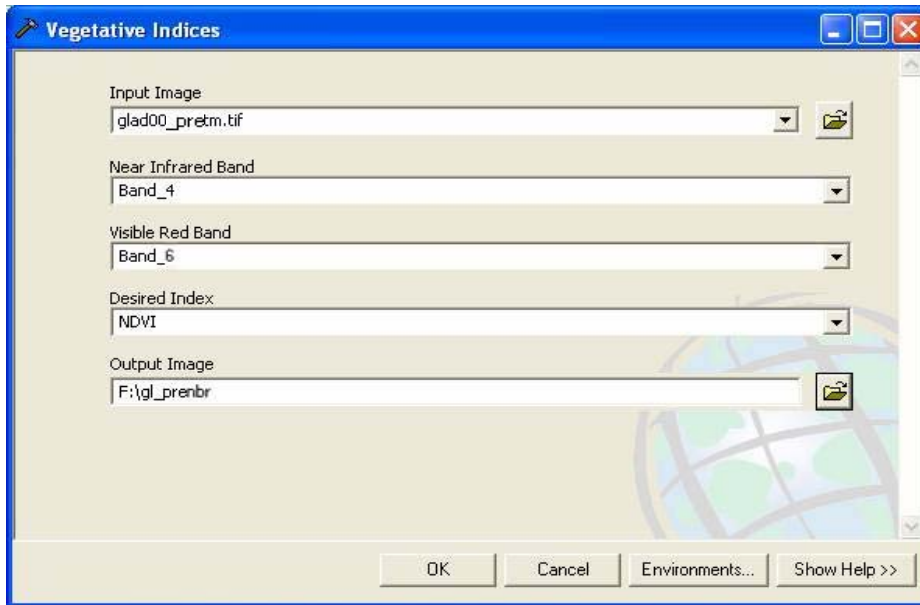 Vegetative Indices
Input Image
glad00_pretm.tif
Near Infrared Band
Band_4
Visible Red Band
Band_6
Desired Index
NDVI
Output Image
F:\gl_prenbr
OK Cancel Environments... Show Help >>